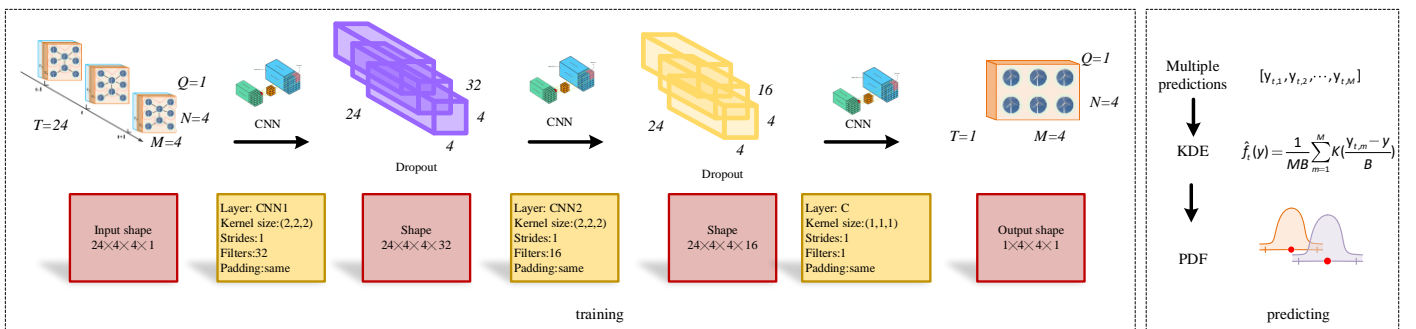 Q=1
N=4
M=4
T=24
CNN
32
4
4
24
Dropout
CNN
16
4
4
24
Dropout
CNN
Q=1
N=4
M=4
T=1
Input shape
24×4×4×1
Layer: CNN1
Kernel size:(2,2,2)
Strides:1
Filters:32
Padding:same
Shape
24×4×4×32
Layer: CNN2
Kernel size:(2,2,2)
Strides:1
Filters:16
Padding:same
Shape
24×4×4×16
Layer: C
Kernel size:(1,1,1)
Strides:1
Filters:1
Padding:same
Output shape
1×4×4×1
training
Multiple
predictions
[y_{t,1},y_{t,2},⋯,y_{t,M}]
KDE
\hat{f}_t(y)=\frac{1}{MB}\sum_{m=1}^{M}K(\frac{y_{t,m}-y}{B})
PDF
predicting